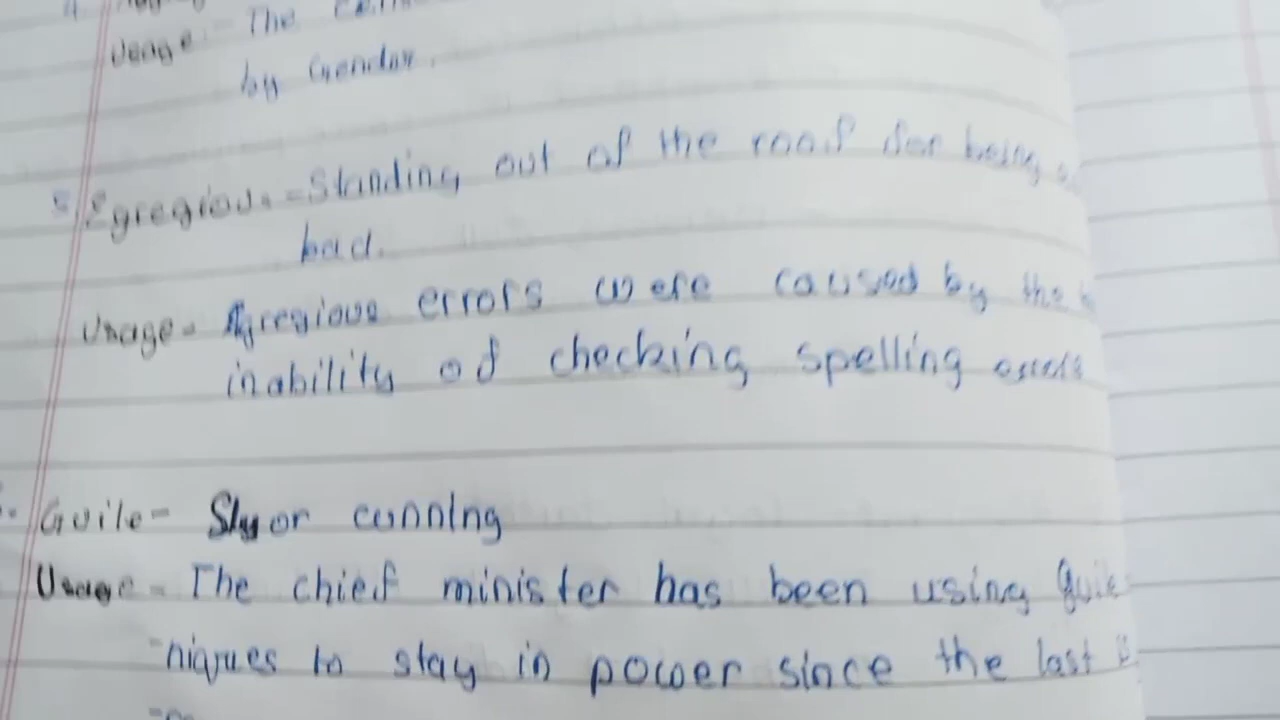 Usage - The
by Gender.
5. Egregious - Standing out of the roof for being
bad.
Usage - Egregious errors were caused by the
inability of checking spelling errors
Guile - Sly or cunning
Usage - The chief minister has been using guile
-niques to stay in power since the last